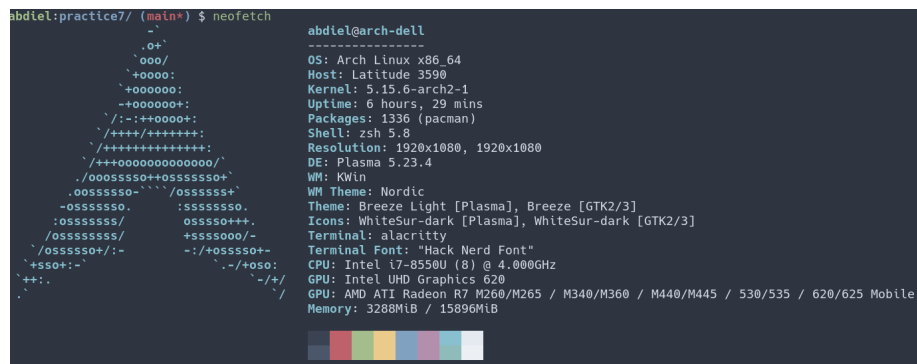 abdiel:practice7/ (main*) $ neofetch
abdiel@arch-dell
----------------
OS: Arch Linux x86_64
Host: Latitude 3590
Kernel: 5.15.6-arch2-1
Uptime: 6 hours, 29 mins
Packages: 1336 (pacman)
Shell: zsh 5.8
Resolution: 1920x1080, 1920x1080
DE: Plasma 5.23.4
WM: KWin
WM Theme: Nordic
Theme: Breeze Light [Plasma], Breeze [GTK2/3]
Icons: WhiteSur-dark [Plasma], WhiteSur-dark [GTK2/3]
Terminal: alacritty
Terminal Font: "Hack Nerd Font"
CPU: Intel i7-8550U (8) @ 4.000GHz
GPU: Intel UHD Graphics 620
GPU: AMD ATI Radeon R7 M260/M265 / M340/M360 / M440/M445 / 530/535 / 620/625 Mobile
Memory: 3288MiB / 15896MiB